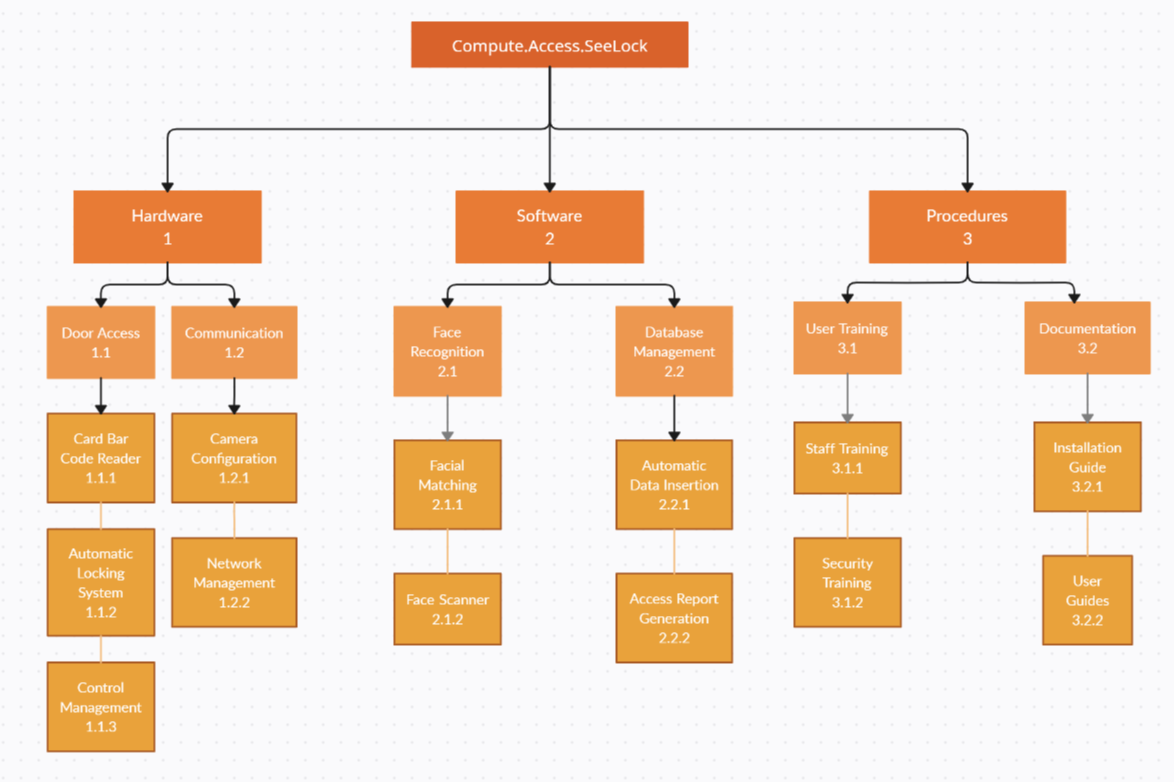 Compute.Access.SeeLock
Hardware
1
Software
2
Procedures
3
Door Access
1.1
Communication
1.2
Face
Recognition
2.1
Database
Management
2.2
User Training
3.1
Documentation
3.2
Card Bar
Code Reader
1.1.1
Camera
Configuration
1.2.1
Facial
Matching
2.1.1
Automatic
Data Insertion
2.2.1
Staff Training
3.1.1
Installation
Guide
3.2.1
Automatic
Locking
System
1.1.2
Network
Management
1.2.2
Face Scanner
2.1.2
Access Report
Generation
2.2.2
Security
Training
3.1.2
User
Guides
3.2.2
Control
Management
1.1.3